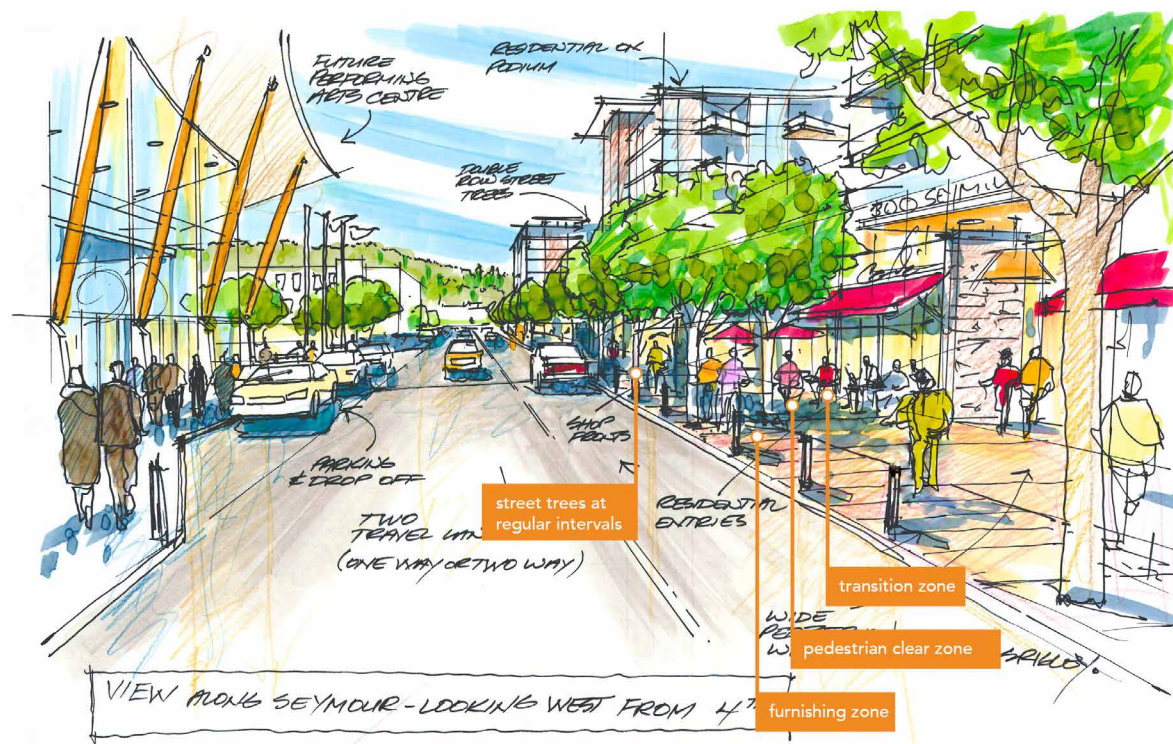 FUTURE
PERFORMING
ARTS CENTRE
RESIDENTIAL ON
PODIUM
DOUBLE
ROW STREET
TREES
800 SEYMOUR
SHOP
FRONTS
PARKING
& DROP OFF
street trees at
regular intervals
RESIDENTIAL
ENTRIES
TWO
TRAVEL LAN
(ONE WAY OR TWO WAY)
transition zone
WIDE
pedestrian clear zone
furnishing zone
VIEW ALONG SEYMOUR - LOOKING WEST FROM 4TH